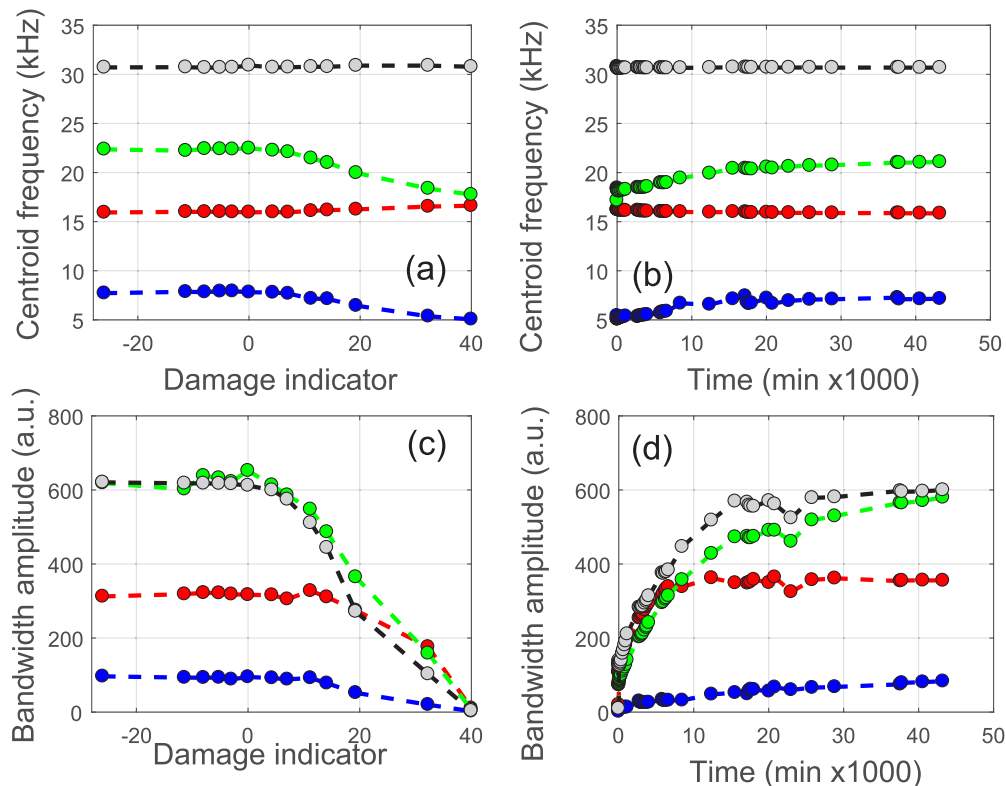 Centroid frequency (kHz)
35
30
25
20
15
10
5
(a)
-20 0 20 40
Damage indicator
Centroid frequency (kHz)
35
30
25
20
15
10
5
(b)
0 10 20 30 40 50
Time (min x1000)
Bandwidth amplitude (a.u.)
800
600
400
200
0
(c)
-20 0 20 40
Damage indicator
Bandwidth amplitude (a.u.)
800
600
400
200
0
(d)
0 10 20 30 40 50
Time (min x1000)